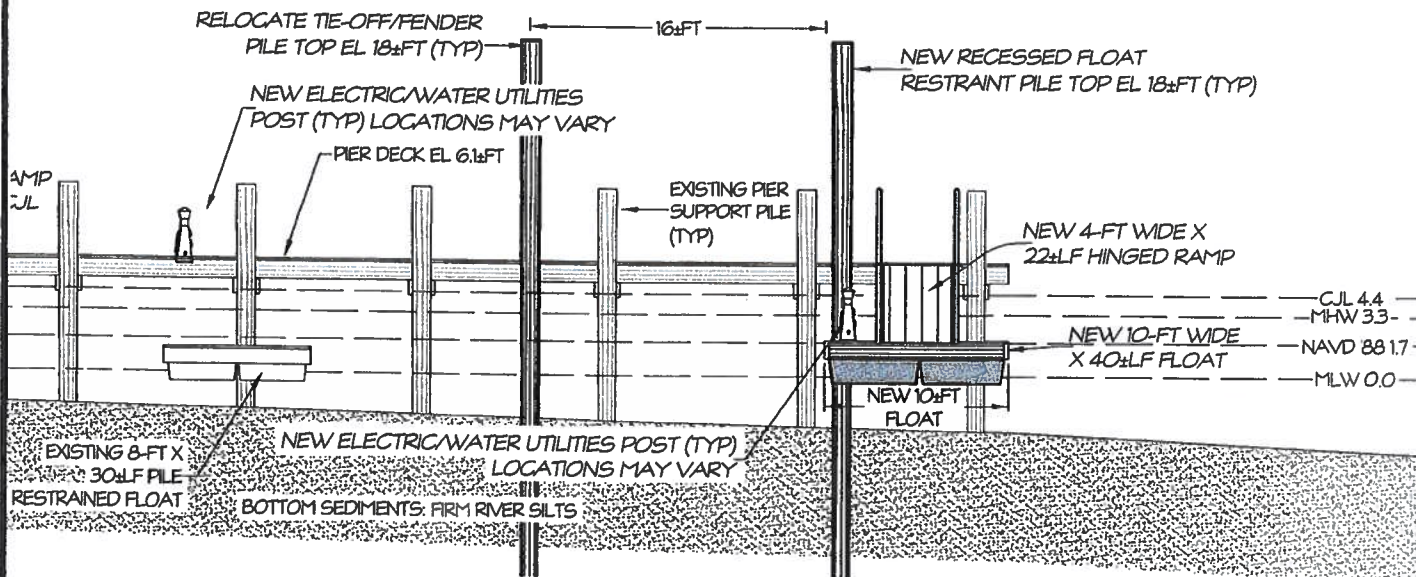 RELOCATE TIE-OFF/FENDER
PILE TOP EL 18±FT (TYP)
16±FT
NEW RECESSED FLOAT
RESTRAINT PILE TOP EL 18±FT (TYP)
NEW ELECTRIC/WATER UTILITIES
POST (TYP) LOCATIONS MAY VARY
PIER DECK EL 6.1±FT
AMP
CJL
EXISTING PIER
SUPPORT PILE
(TYP)
NEW 4-FT WIDE X
22±LF HINGED RAMP
CJL 4.4
MHW 3.3
NEW 10-FT WIDE
X 40±LF FLOAT
NAVD 88 1.7
MLW 0.0
NEW 10±FT
FLOAT
NEW ELECTRIC/WATER UTILITIES POST (TYP)
LOCATIONS MAY VARY
EXISTING 8-FT X
30±LF PILE
RESTRAINED FLOAT
BOTTOM SEDIMENTS: FIRM RIVER SILTS